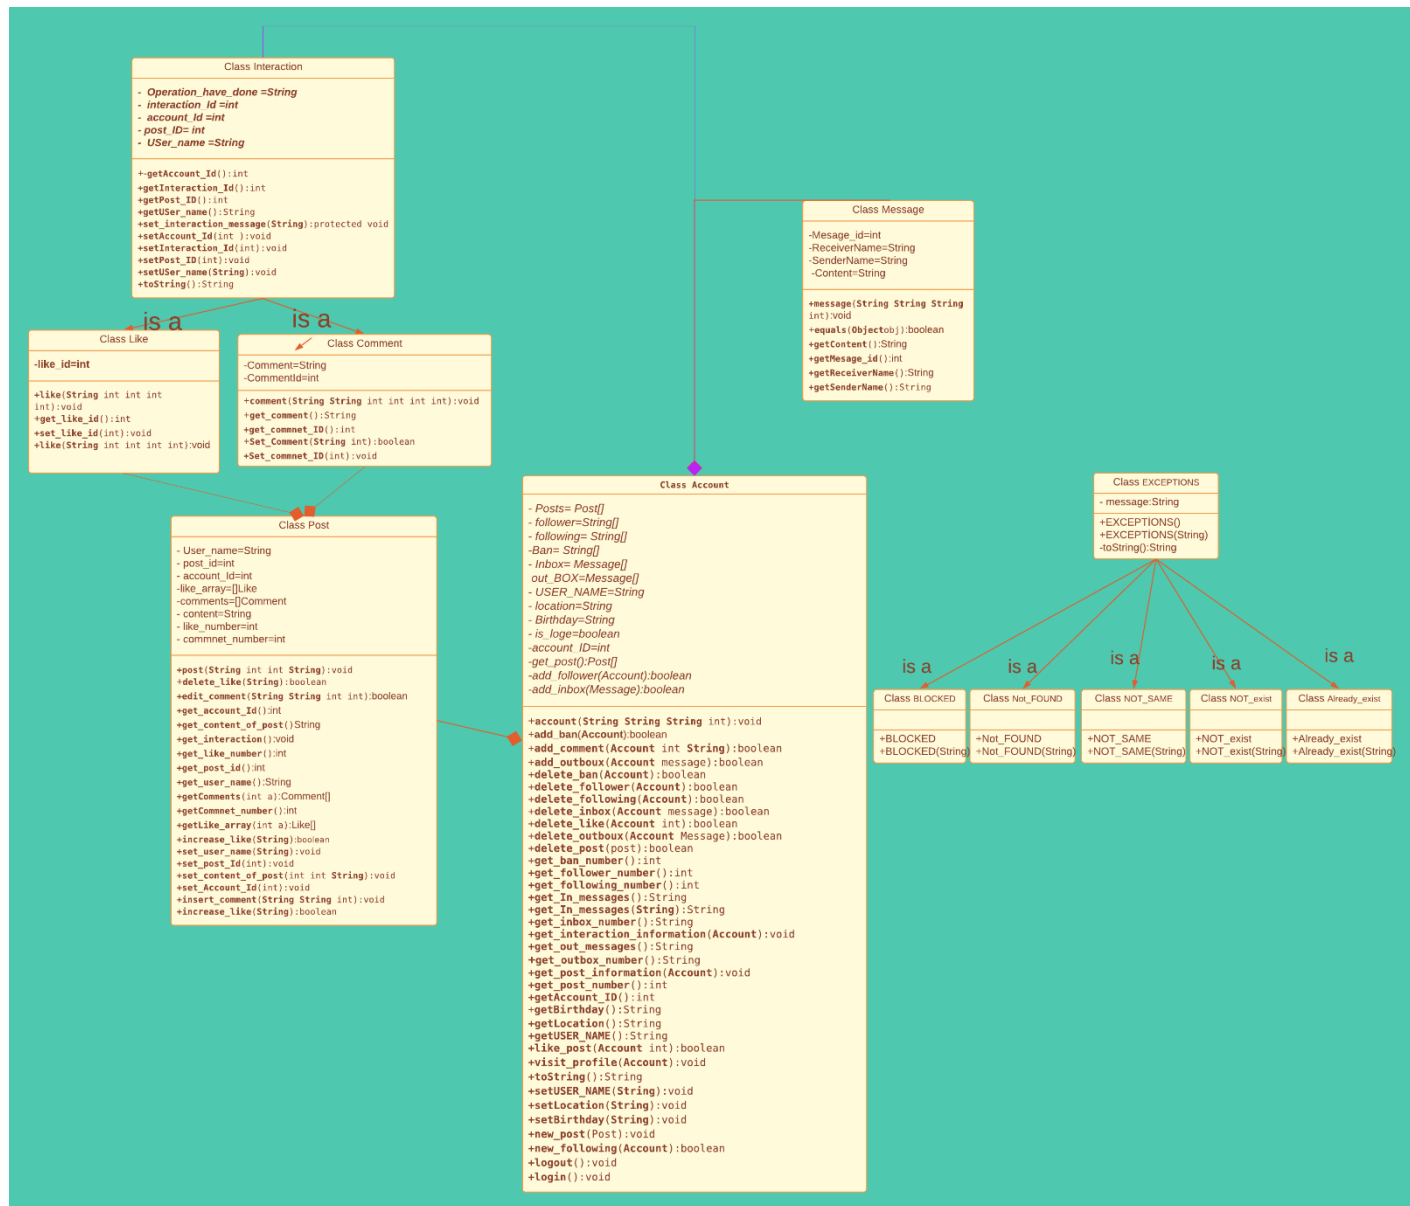 Class Interaction
- Operation_have_done =String
- interaction_Id =int
- account_Id =int
- post_ID= int
- USer_name =String
+-getAccount_Id():int
+getInteraction_Id():int
+getPost_ID():int
+getUSer_name():String
+set_interaction_message(String):protected void
+setAccount_Id(int ):void
+setInteraction_Id(int):void
+setPost_ID(int):void
+setUSer_name(String):void
+toString():String
is a
is a
Class Like
-like_id=int
+like(String int int int
int):void
+get_like_id():int
+set_like_id(int):void
+like(String int int int int):void
Class Comment
-Comment=String
-CommentId=int
+comment(String String int int int int):void
+get_comment():String
+get_commnet_ID():int
+Set_Comment(String int):boolean
+Set_commnet_ID(int):void
Class Message
-Mesage_id=int
-ReceiverName=String
-SenderName=String
-Content=String
+message(String String String
int):void
+equals(Objectobj):boolean
+getContent():String
+getMesage_id():int
+getReceiverName():String
+getSenderName():String
Class Post
- User_name=String
- post_id=int
- account_Id=int
-like_array=[]Like
-comments=[]Comment
- content=String
- like_number=int
- commnet_number=int
+post(String int int String):void
+delete_like(String):boolean
+edit_comment(String String int int):boolean
+get_account_Id():int
+get_content_of_post()String
+get_interaction():void
+get_like_number():int
+get_post_id():int
+get_user_name():String
+getComments(int a):Comment[]
+getCommnet_number():int
+getLike_array(int a):Like[]
+increase_like(String):boolean
+set_user_name(String):void
+set_post_Id(int):void
+set_content_of_post(int int String):void
+set_Account_Id(int):void
+insert_comment(String String int):void
+increase_like(String):boolean
Class Account
- Posts= Post[]
- follower=String[]
- following= String[]
-Ban= String[]
- Inbox= Message[]
out_BOX=Message[]
- USER_NAME=String
- location=String
- Birthday=String
- is_loge=boolean
-account_ID=int
-get_post():Post[]
-add_follower(Account):boolean
-add_inbox(Message):boolean
+account(String String String int):void
+add_ban(Account):boolean
+add_comment(Account int String):boolean
+add_outboux(Account message):boolean
+delete_ban(Account):boolean
+delete_follower(Account):boolean
+delete_following(Account):boolean
+delete_inbox(Account message):boolean
+delete_like(Account int):boolean
+delete_outboux(Account Message):boolean
+delete_post(post):boolean
+get_ban_number():int
+get_follower_number():int
+get_following_number():int
+get_In_messages():String
+get_In_messages(String):String
+get_inbox_number():String
+get_interaction_information(Account):void
+get_out_messages():String
+get_outbox_number():String
+get_post_information(Account):void
+get_post_number():int
+getAccount_ID():int
+getBirthday():String
+getLocation():String
+getUSER_NAME():String
+like_post(Account int):boolean
+visit_profile(Account):void
+toString():String
+setUSER_NAME(String):void
+setLocation(String):void
+setBirthday(String):void
+new_post(Post):void
+new_following(Account):boolean
+logout():void
+login():void
Class EXCEPTIONS
- message:String
+EXCEPTİONS()
+EXCEPTİONS(String)
-toString():String
is a
is a
is a
is a
is a
Class BLOCKED
+BLOCKED
+BLOCKED(String)
Class Not_FOUND
+Not_FOUND
+Not_FOUND(String)
Class NOT_SAME
+NOT_SAME
+NOT_SAME(String)
Class NOT_exist
+NOT_exist
+NOT_exist(String)
Class Already_exist
+Already_exist
+Already_exist(String)